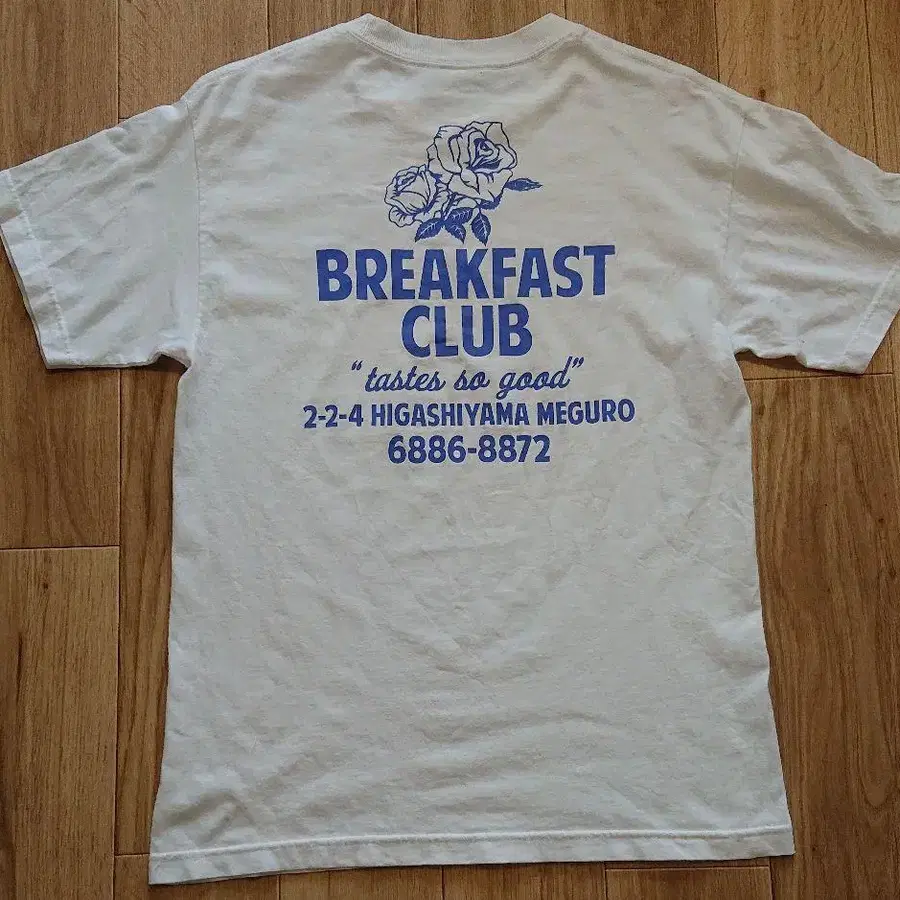 BREAKFAST
CLUB
"tastes so good"
2-2-4 HIGASHIYAMA MEGURO
6886-8872